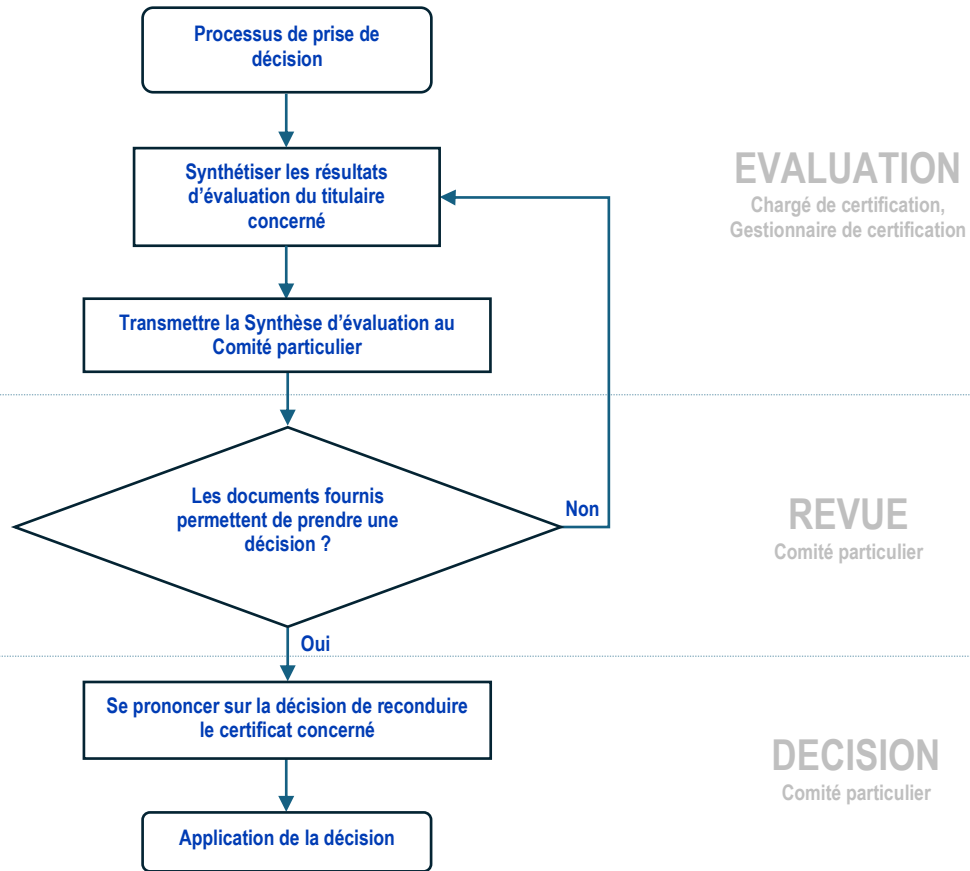 Processus de prise de
décision
Synthétiser les résultats
d'évaluation du titulaire
concerné
EVALUATION
Chargé de certification,
Gestionnaire de certification
Transmettre la Synthèse d'évaluation au
Comité particulier
Les documents fournis
permettent de prendre une
décision ?
Non
REVUE
Comité particulier
Oui
Se prononcer sur la décision de reconduire
le certificat concerné
DECISION
Comité particulier
Application de la décision